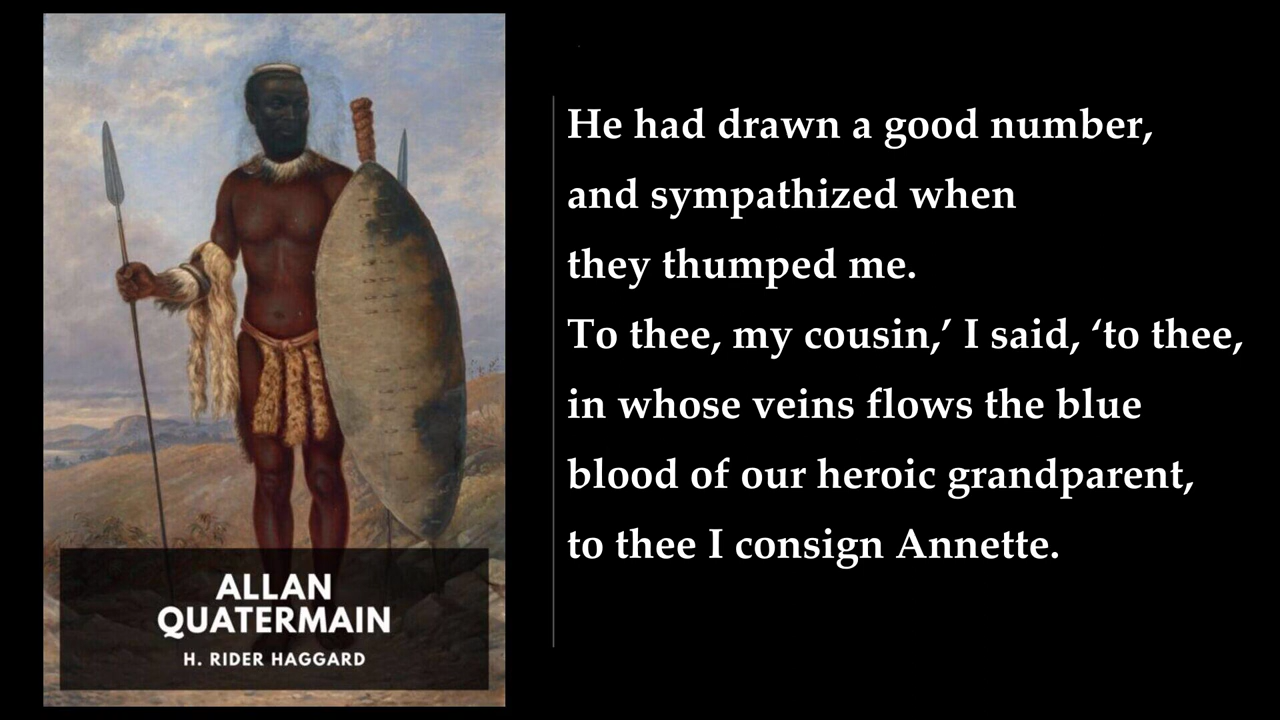 ALLAN
QUATERMAIN
H. RIDER HAGGARD
He had drawn a good number,
and sympathized when
they thumped me.
To thee, my cousin,’ I said, ‘to thee,
in whose veins flows the blue
blood of our heroic grandparent,
to thee I consign Annette.